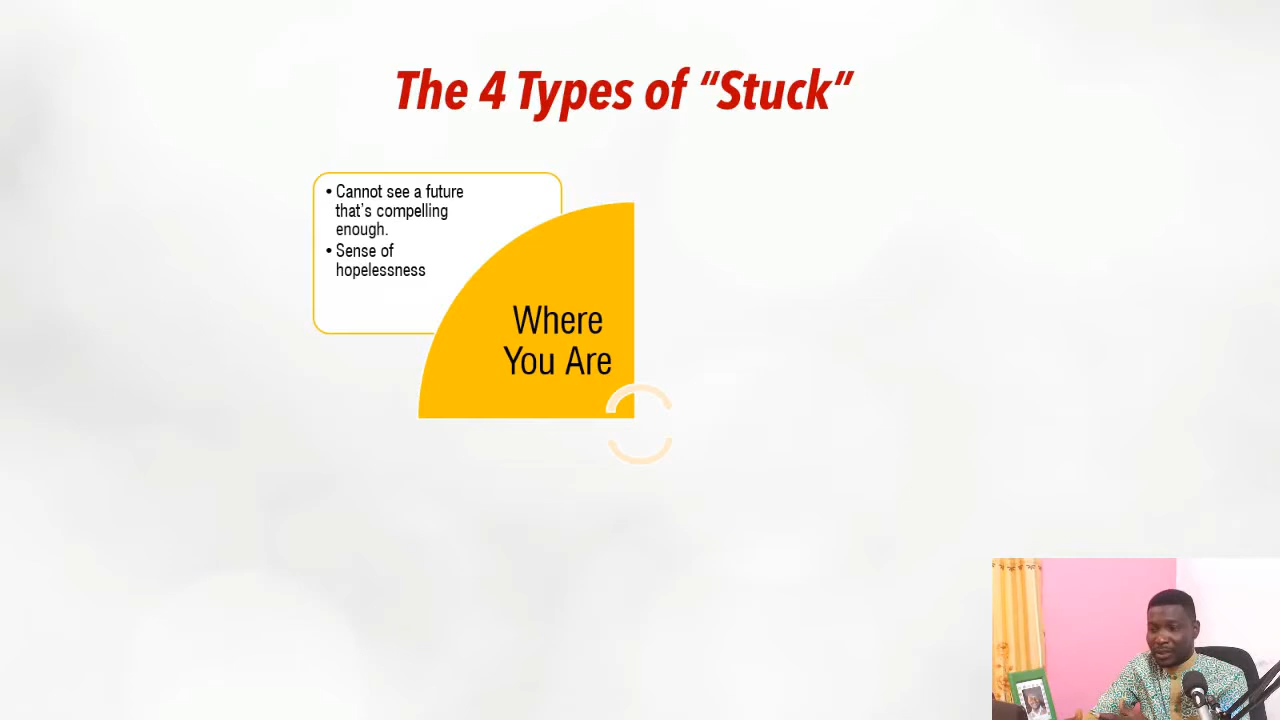 The 4 Types of “Stuck”
• Cannot see a future
that’s compelling
enough.
• Sense of
hopelessness
Where
You Are